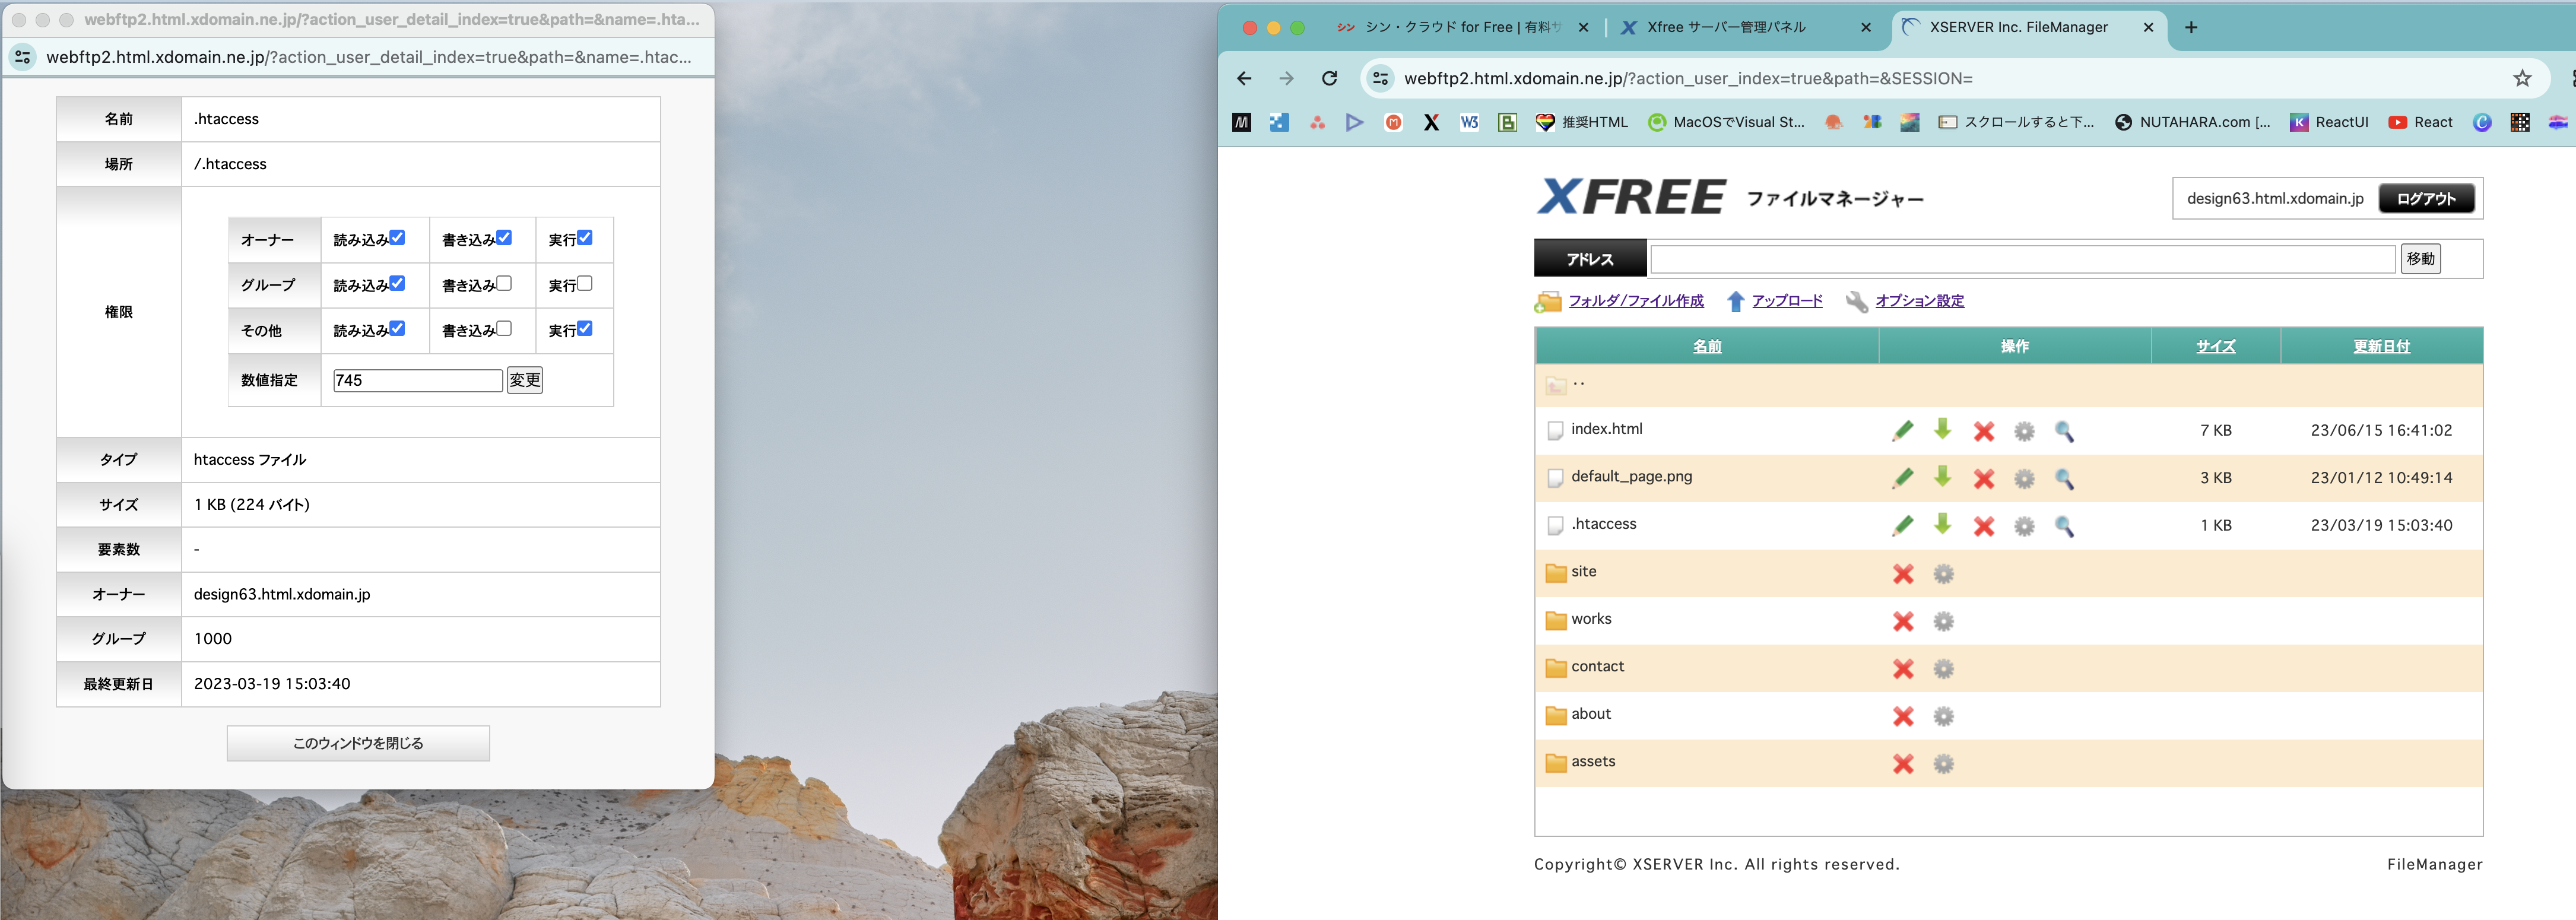 webftp2.html.xdomain.ne.jp/?action_user_detail_index=true&path=&name=.hta...
webftp2.html.xdomain.ne.jp/?action_user_detail_index=true&path=&name=.htac...
名前 .htaccess
場所 /.htaccess
権限
オーナー 読み込み 書き込み 実行
グループ 読み込み 書き込み 実行
その他 読み込み 書き込み 実行
数値指定 745 変更
タイプ htaccess ファイル
サイズ 1 KB (224 バイト)
要素数 -
オーナー design63.html.xdomain.jp
グループ 1000
最終更新日 2023-03-19 15:03:40
このウィンドウを閉じる
シン シン・クラウド for Free | 有料サ
Xfree サーバー管理パネル
XSERVER Inc. FileManager
webftp2.html.xdomain.ne.jp/?action_user_index=true&path=&SESSION=
W3 B 推奨HTML MacOSでVisual St... スクロールすると下... NUTAHARA.com [... K ReactUI React
XFREE ファイルマネージャー
design63.html.xdomain.jp ログアウト
アドレス 移動
フォルダ/ファイル作成 アップロード オプション設定
名前 操作 サイズ 更新日付
..
index.html 7 KB 23/06/15 16:41:02
default_page.png 3 KB 23/01/12 10:49:14
.htaccess 1 KB 23/03/19 15:03:40
site
works
contact
about
assets
Copyright© XSERVER Inc. All rights reserved. FileManager